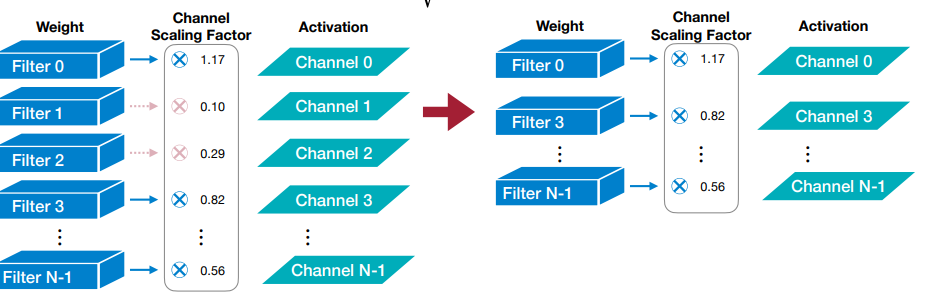 Weight
Channel
Scaling Factor
Activation
Filter 0
1.17
Channel 0
Filter 1
0.10
Channel 1
Filter 2
0.29
Channel 2
Filter 3
0.82
Channel 3
⋮ ⋮ ⋮
Filter N-1
0.56
Channel N-1
Weight
Channel
Scaling Factor
Activation
Filter 0
1.17
Channel 0
Filter 3
0.82
Channel 3
⋮ ⋮ ⋮
Filter N-1
0.56
Channel N-1